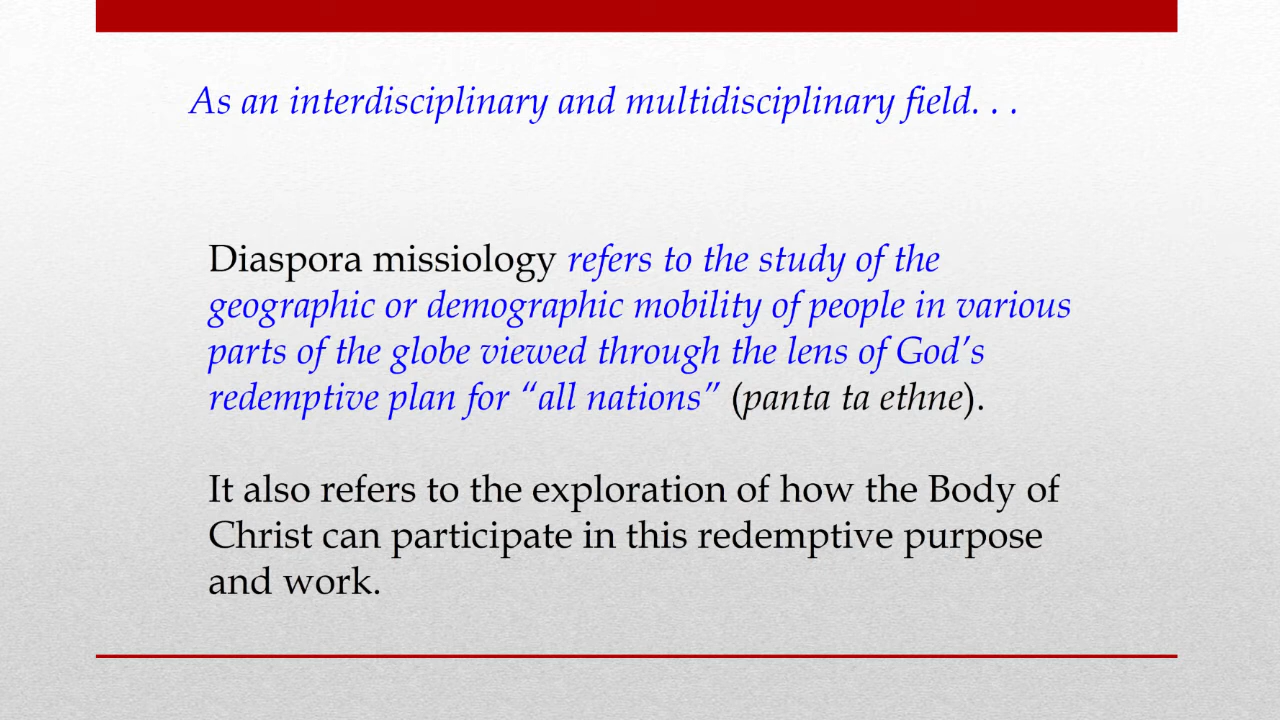 As an interdisciplinary and multidisciplinary field. . .
Diaspora missiology refers to the study of the
geographic or demographic mobility of people in various
parts of the globe viewed through the lens of God’s
redemptive plan for “all nations” (panta ta ethne).
It also refers to the exploration of how the Body of
Christ can participate in this redemptive purpose
and work.